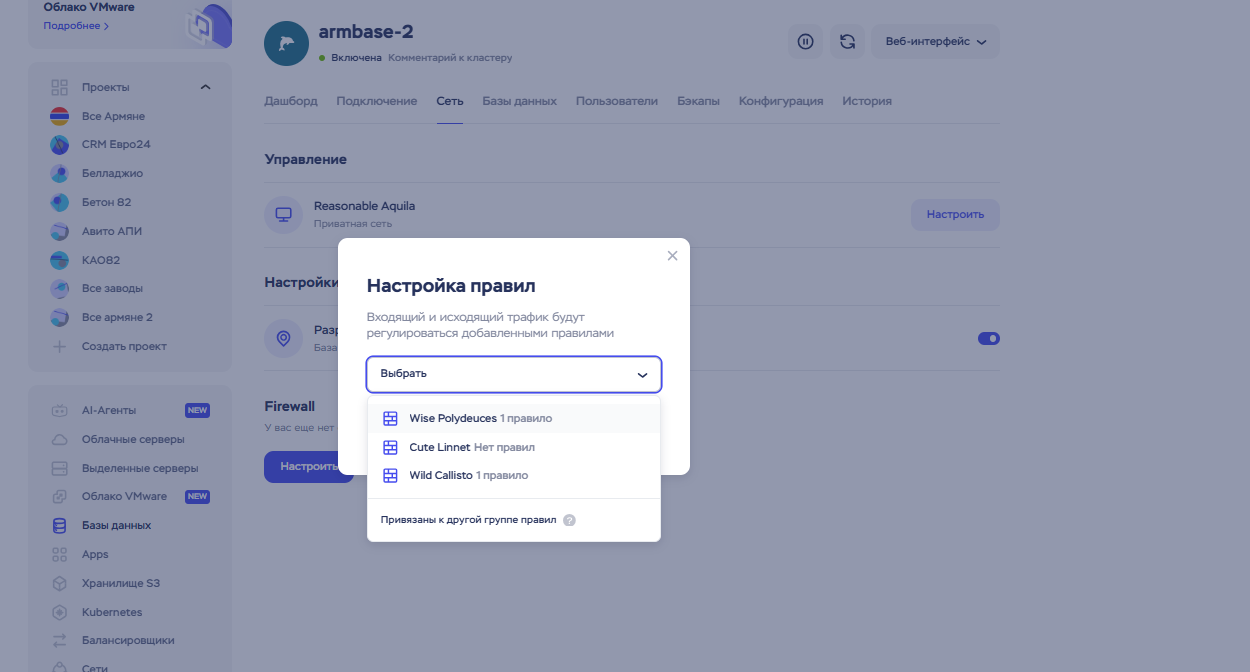 Облако VMware
Подробнее
Проекты
Все Армяне
CRM Евро24
Белладжио
Бетон 82
Авито АПИ
КАО82
Все заводы
Все армяне 2
Создать проект
AI-Агенты NEW
Облачные серверы
Выделенные серверы
Облако VMware NEW
Базы данных
Apps
Хранилище S3
Kubernetes
Балансировщики
Сети
armbase-2
Включена Комментарий к кластеру
Веб-интерфейс
Дашборд Подключение Сеть Базы данных Пользователи Бэкапы Конфигурация История
Управление
Reasonable Aquila
Приватная сеть
Настроить
Настройки
Firewall
У вас еще нет
Настроить
Настройка правил
Входящий и исходящий трафик будут
регулироваться добавленными правилами
Выбрать
Wise Polydeuces 1 правило
Cute Linnet Нет правил
Wild Callisto 1 правило
Привязаны к другой группе правил ?